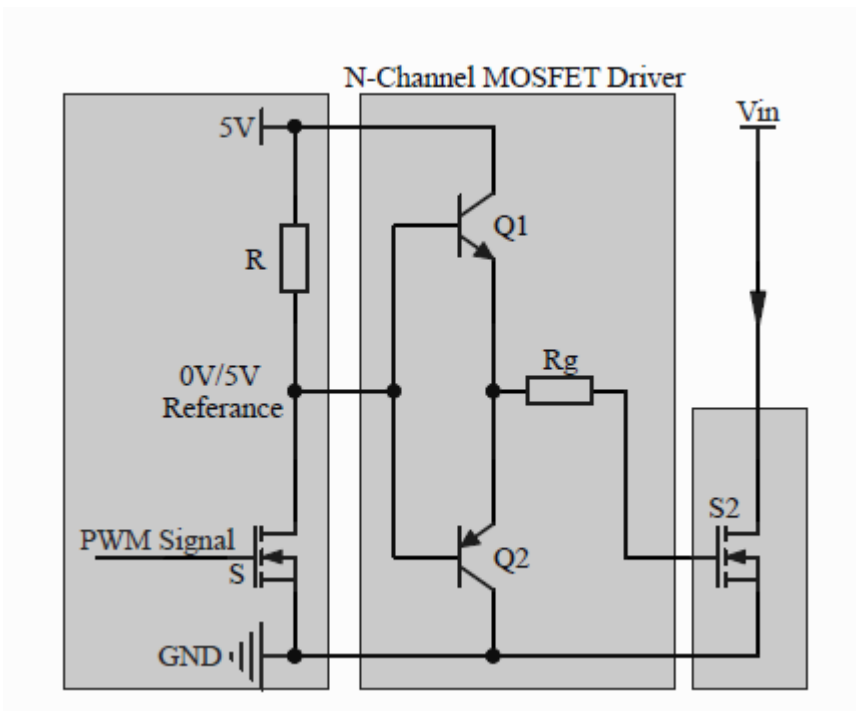 N-Channel MOSFET Driver
5V
Vin
Q1
R
0V/5V
Referance
Rg
S2
PWM Signal
S
Q2
GND